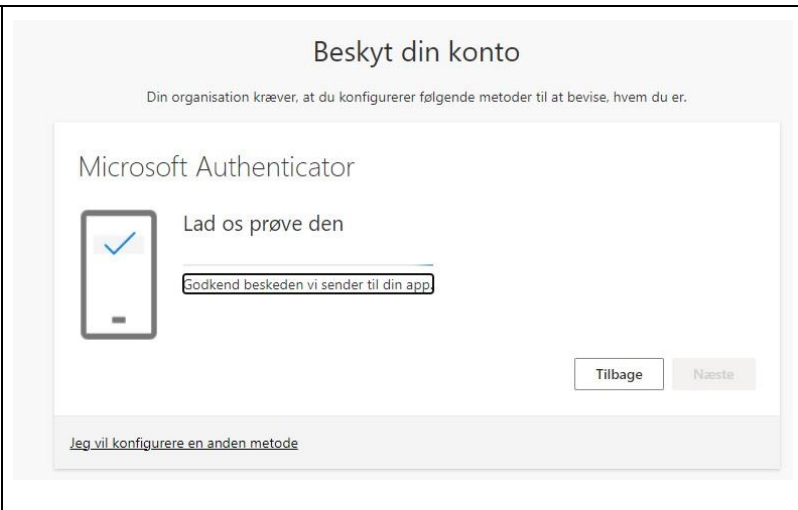 Beskyt din konto
Din organisation kræver, at du konfigurerer følgende metoder til at bevise, hvem du er.
Microsoft Authenticator
Lad os prøve den
Godkend beskeden vi sender til din app.
Tilbage
Næste
Jeg vil konfigurere en anden metode